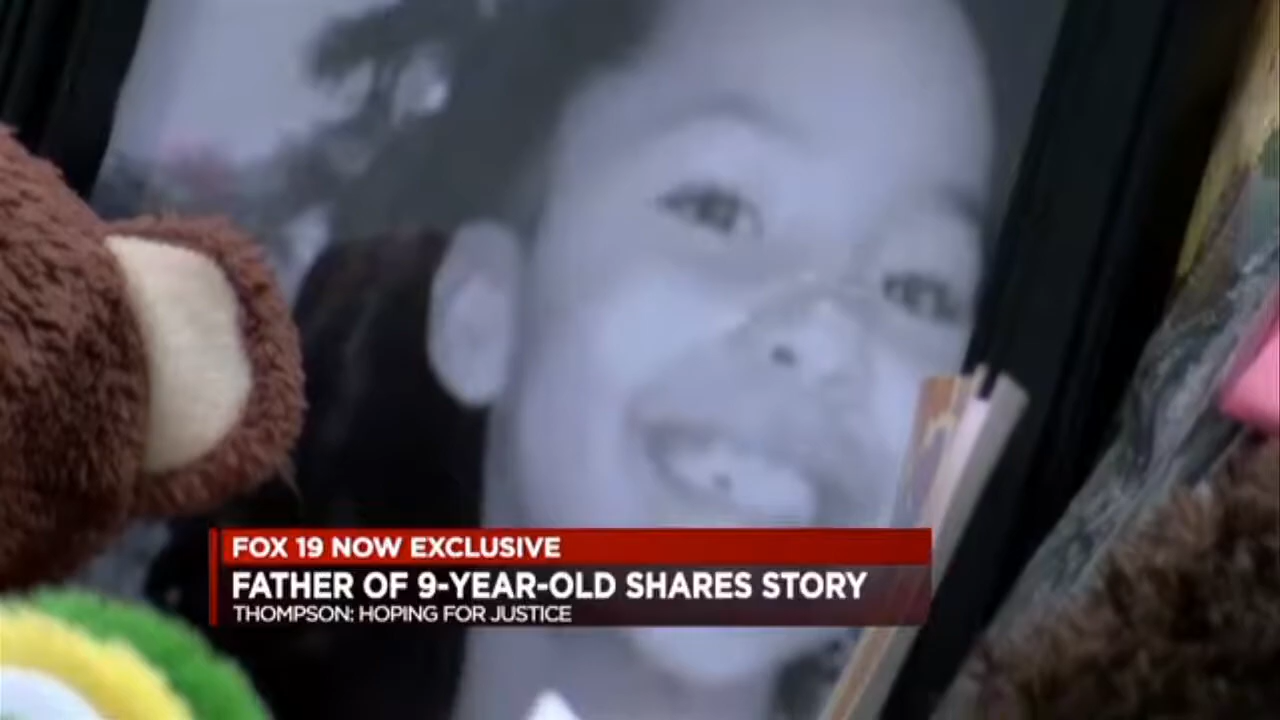 FOX 19 NOW EXCLUSIVE
FATHER OF 9-YEAR-OLD SHARES STORY
THOMPSON: HOPING FOR JUSTICE